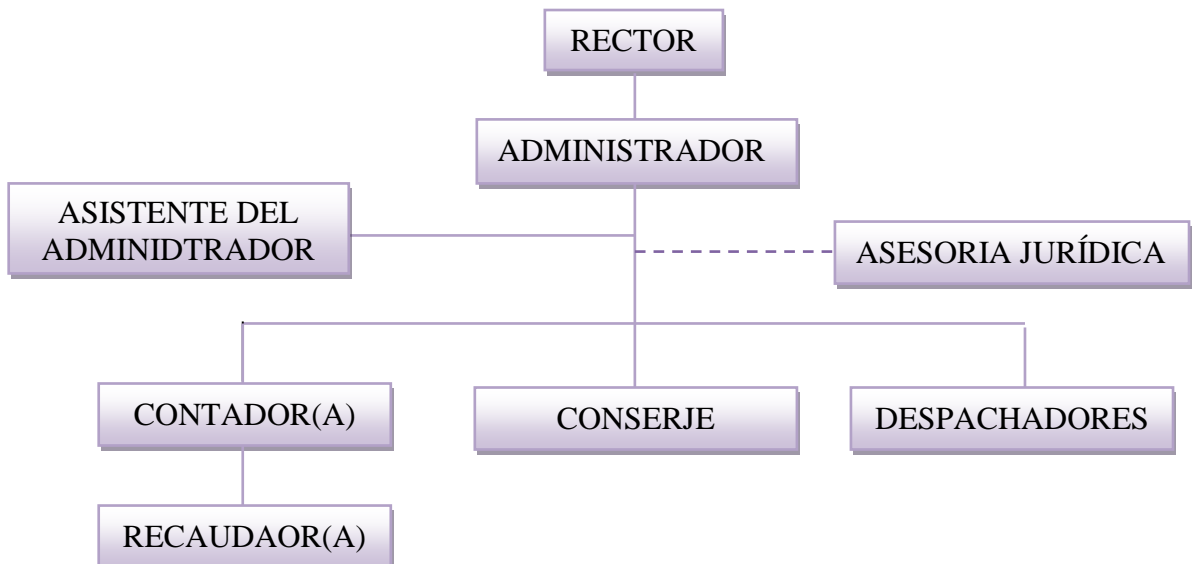 RECTOR
ADMINISTRADOR
ASISTENTE DEL
ADMINIDTRADOR
ASESORIA JURÍDICA
CONTADOR(A)
CONSERJE
DESPACHADORES
RECAUDAOR(A)